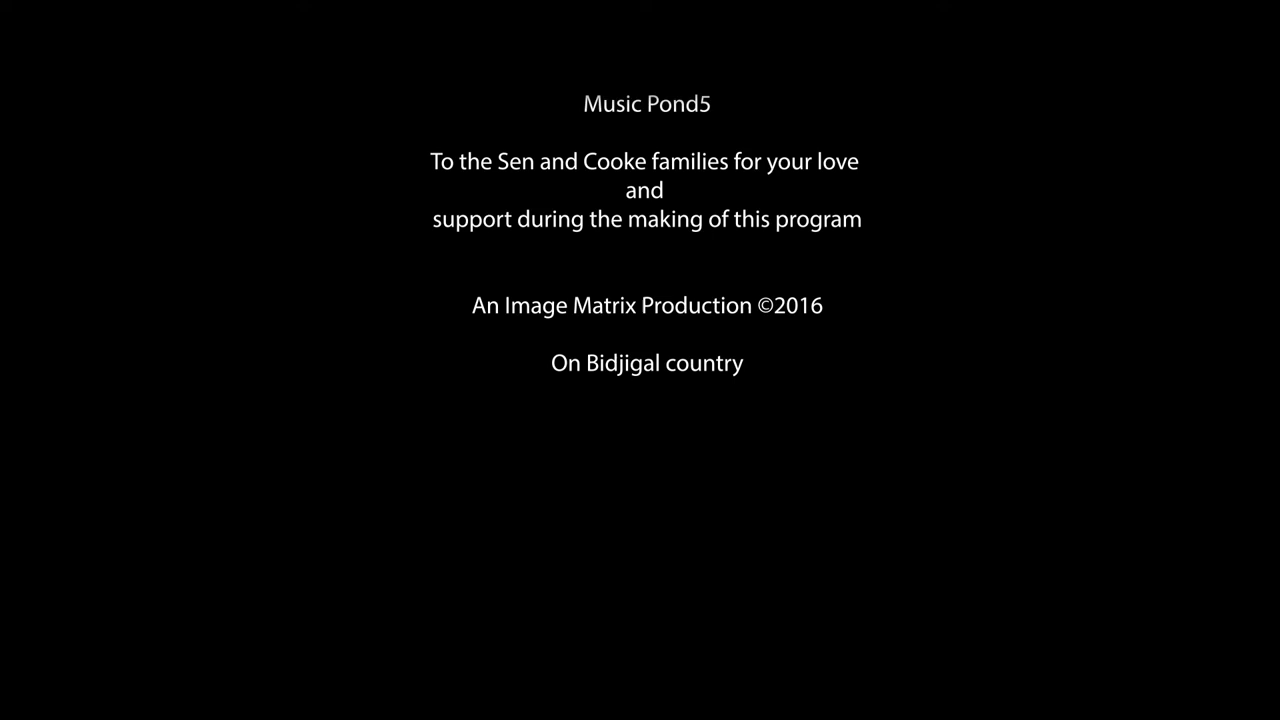 Music Pond5
To the Sen and Cooke families for your love
and
support during the making of this program
An Image Matrix Production ©2016
On Bidjigal country